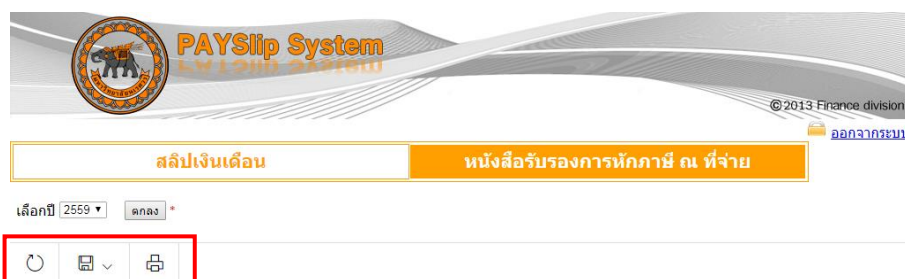 PAYSlip System
©2013 Finance division
ออกจากระบบ
สลิปเงินเดือน
หนังสือรับรองการหักภาษี ณ ที่จ่าย
เลือกปี 2559 ตกลง *